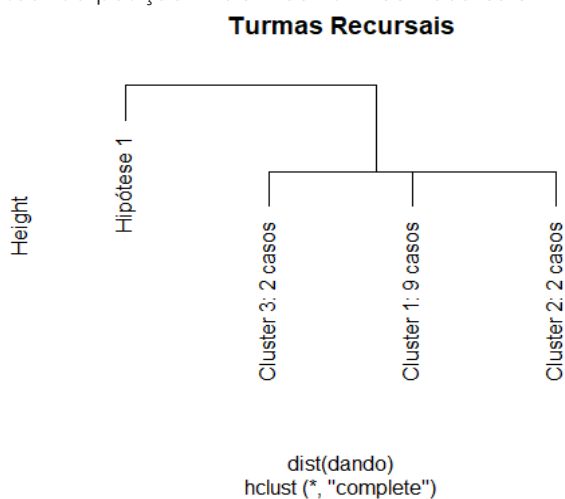 Turmas Recursais
Height
Hipótese 1
Cluster 3: 2 casos
Cluster 1: 9 casos
Cluster 2: 2 casos
dist(dando)
hclust (*, "complete")